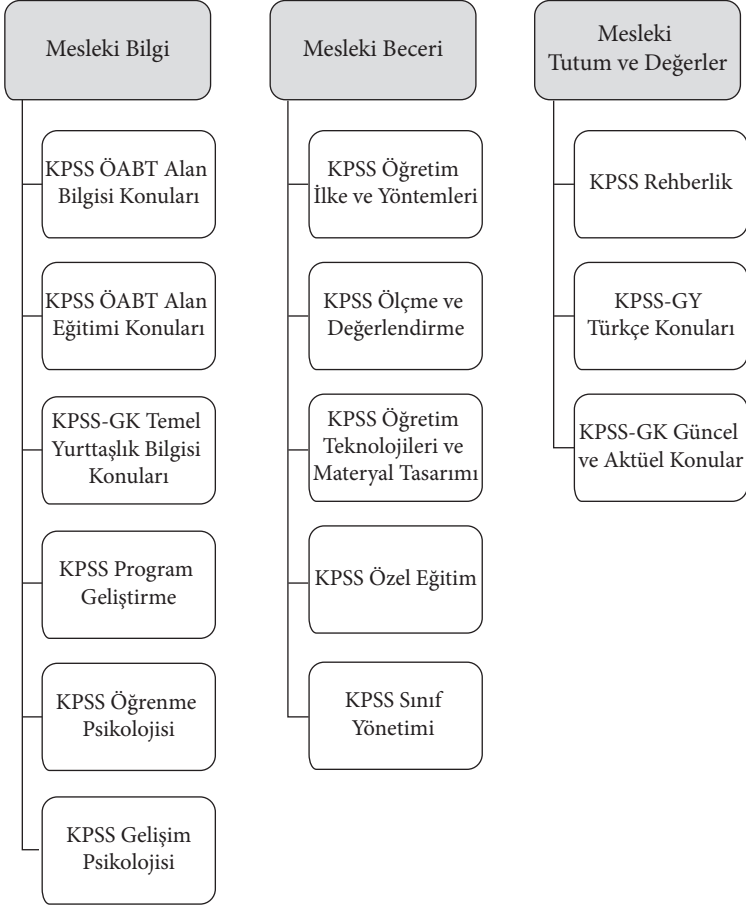 Mesleki Bilgi
KPSS ÖABT Alan
Bilgisi Konuları
KPSS ÖABT Alan
Eğitimi Konuları
KPSS-GK Temel
Yurttaşlık Bilgisi
Konuları
KPSS Program
Geliştirme
KPSS Öğrenme
Psikolojisi
KPSS Gelişim
Psikolojisi
Mesleki Beceri
KPSS Öğretim
İlke ve Yöntemleri
KPSS Ölçme ve
Değerlendirme
KPSS Öğretim
Teknolojileri ve
Materyal Tasarımı
KPSS Özel Eğitim
KPSS Sınıf
Yönetimi
Mesleki
Tutum ve Değerler
KPSS Rehberlik
KPSS-GY
Türkçe Konuları
KPSS-GK Güncel
ve Aktüel Konular